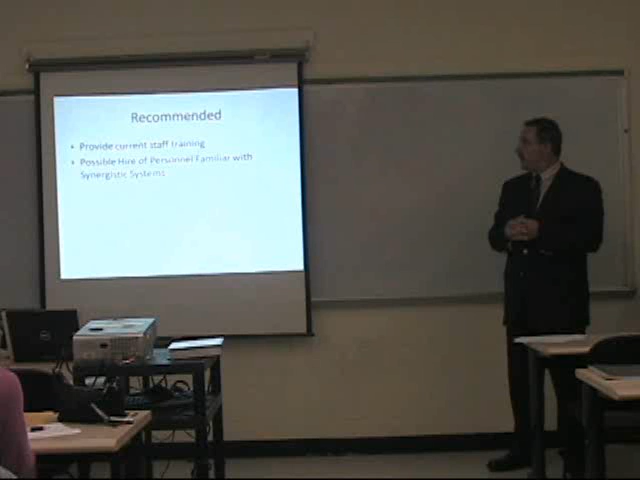 Recommended
• Provide current staff training
• Possible Hire of Personnel Familiar with
Synergistic Systems